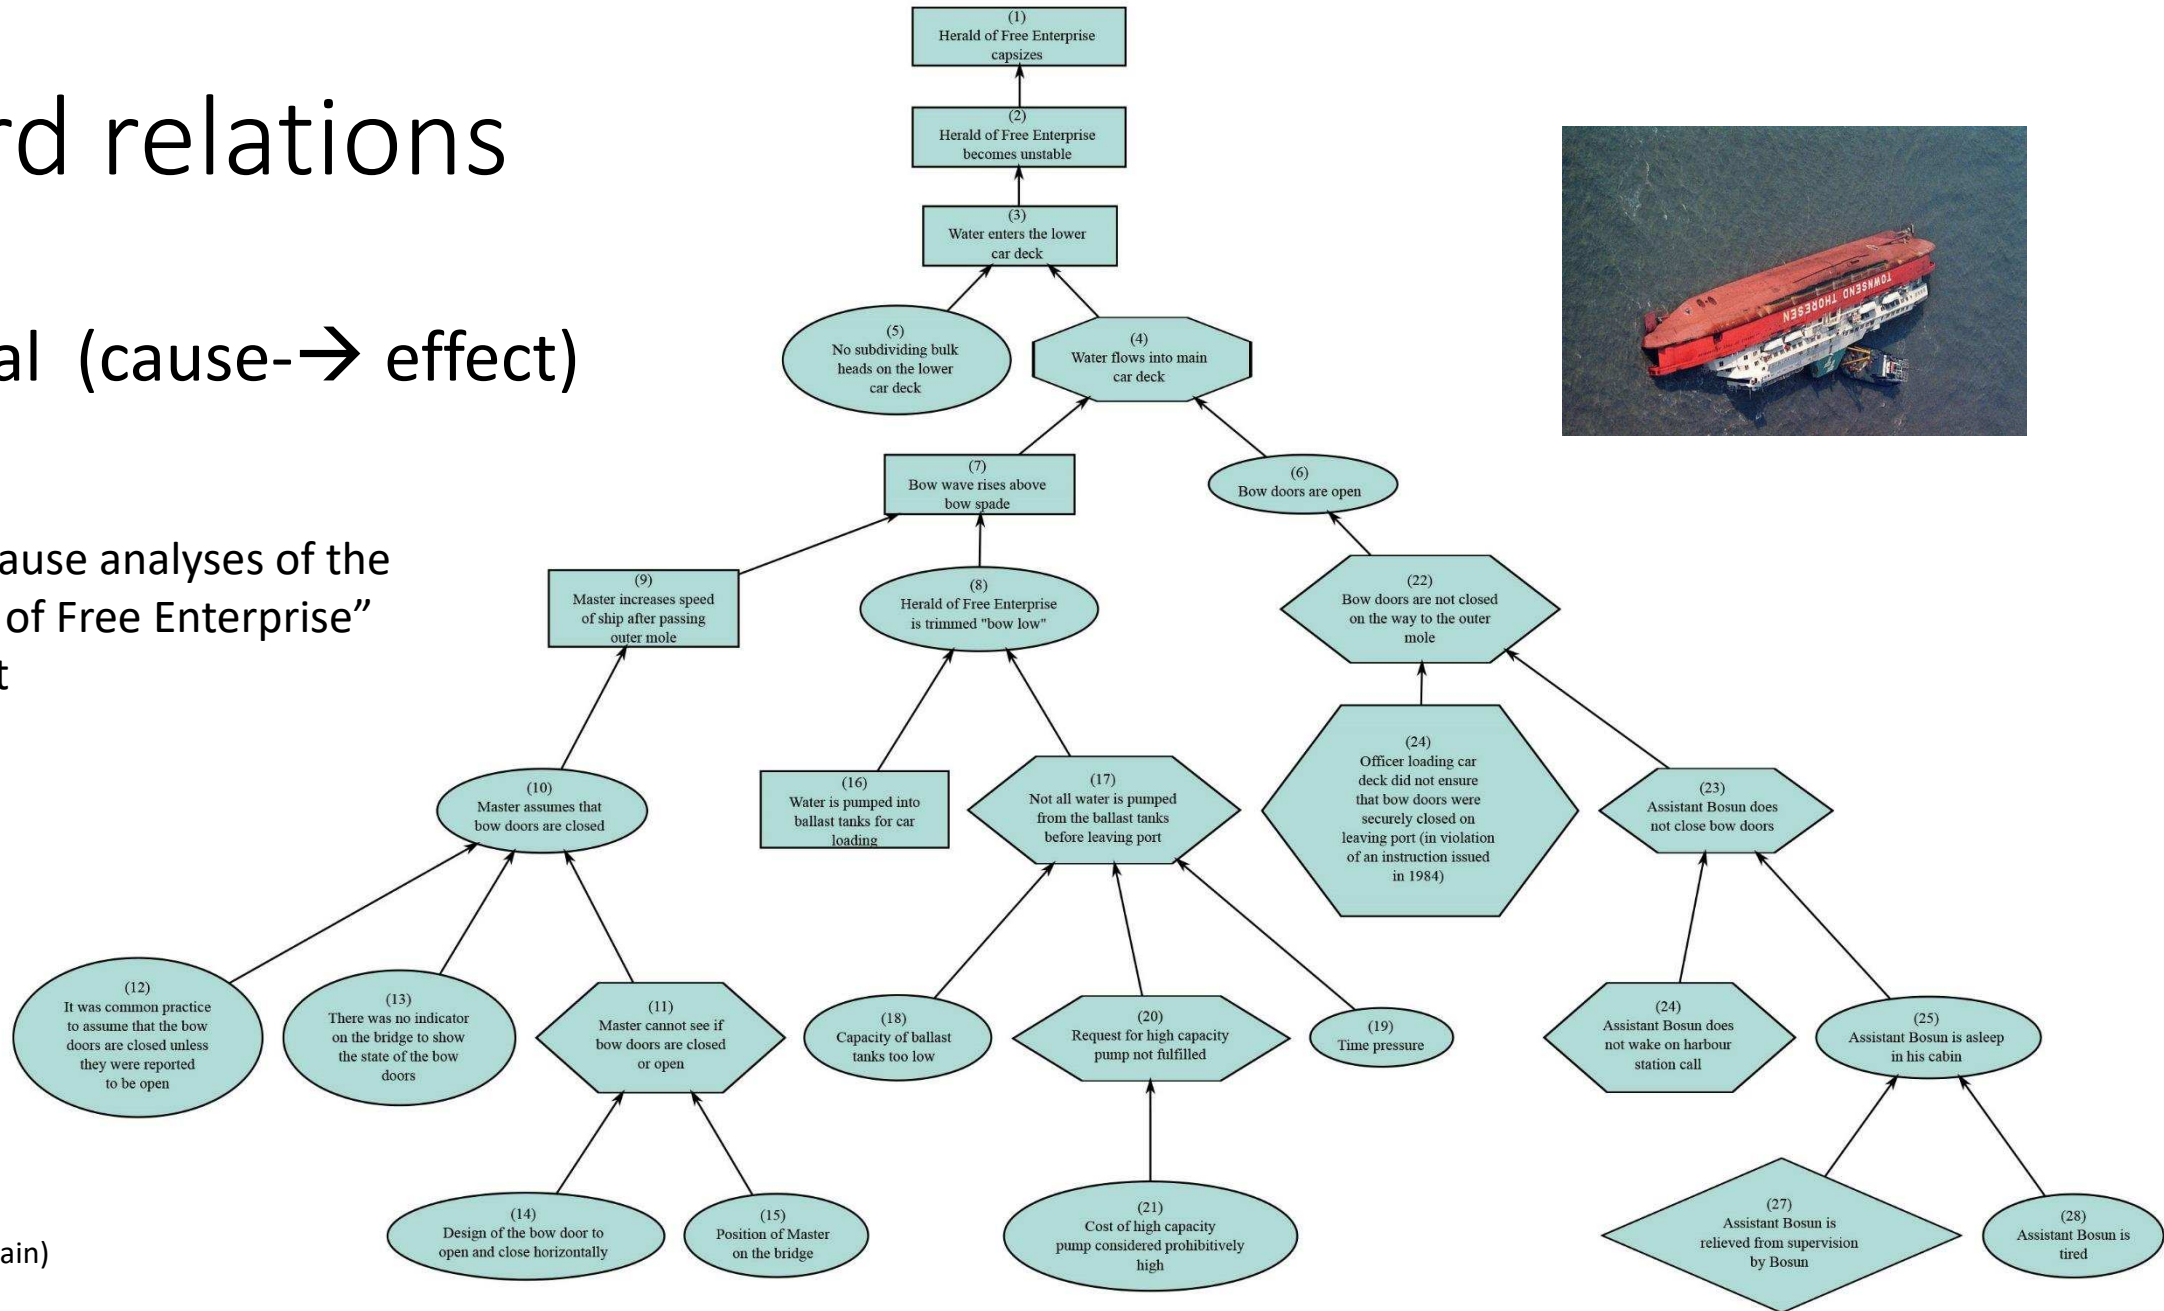 rd relations
al (cause-→ effect)
ause analyses of the
of Free Enterprise”
t
ain)
(1)
Herald of Free Enterprise
capsizes
(2)
Herald of Free Enterprise
becomes unstable
(3)
Water enters the lower
car deck
(5)
No subdividing bulk
heads on the lower
car deck
(4)
Water flows into main
car deck
TOWNSEND THORESEN
(7)
Bow wave rises above
bow spade
(6)
Bow doors are open
(9)
Master increases speed
of ship after passing
outer mole
(8)
Herald of Free Enterprise
is trimmed "bow low"
(22)
Bow doors are not closed
on the way to the outer
mole
(10)
Master assumes that
bow doors are closed
(16)
Water is pumped into
ballast tanks for car
loading
(17)
Not all water is pumped
from the ballast tanks
before leaving port
(24)
Officer loading car
deck did not ensure
that bow doors were
securely closed on
leaving port (in violation
of an instruction issued
in 1984)
(23)
Assistant Bosun does
not close bow doors
(12)
It was common practice
to assume that the bow
doors are closed unless
they were reported
to be open
(13)
There was no indicator
on the bridge to show
the state of the bow
doors
(11)
Master cannot see if
bow doors are closed
or open
(18)
Capacity of ballast
tanks too low
(20)
Request for high capacity
pump not fulfilled
(19)
Time pressure
(24)
Assistant Bosun does
not wake on harbour
station call
(25)
Assistant Bosun is asleep
in his cabin
(14)
Design of the bow door to
open and close horizontally
(15)
Position of Master
on the bridge
(21)
Cost of high capacity
pump considered prohibitively
high
(27)
Assistant Bosun is
relieved from supervision
by Bosun
(28)
Assistant Bosun is
tired